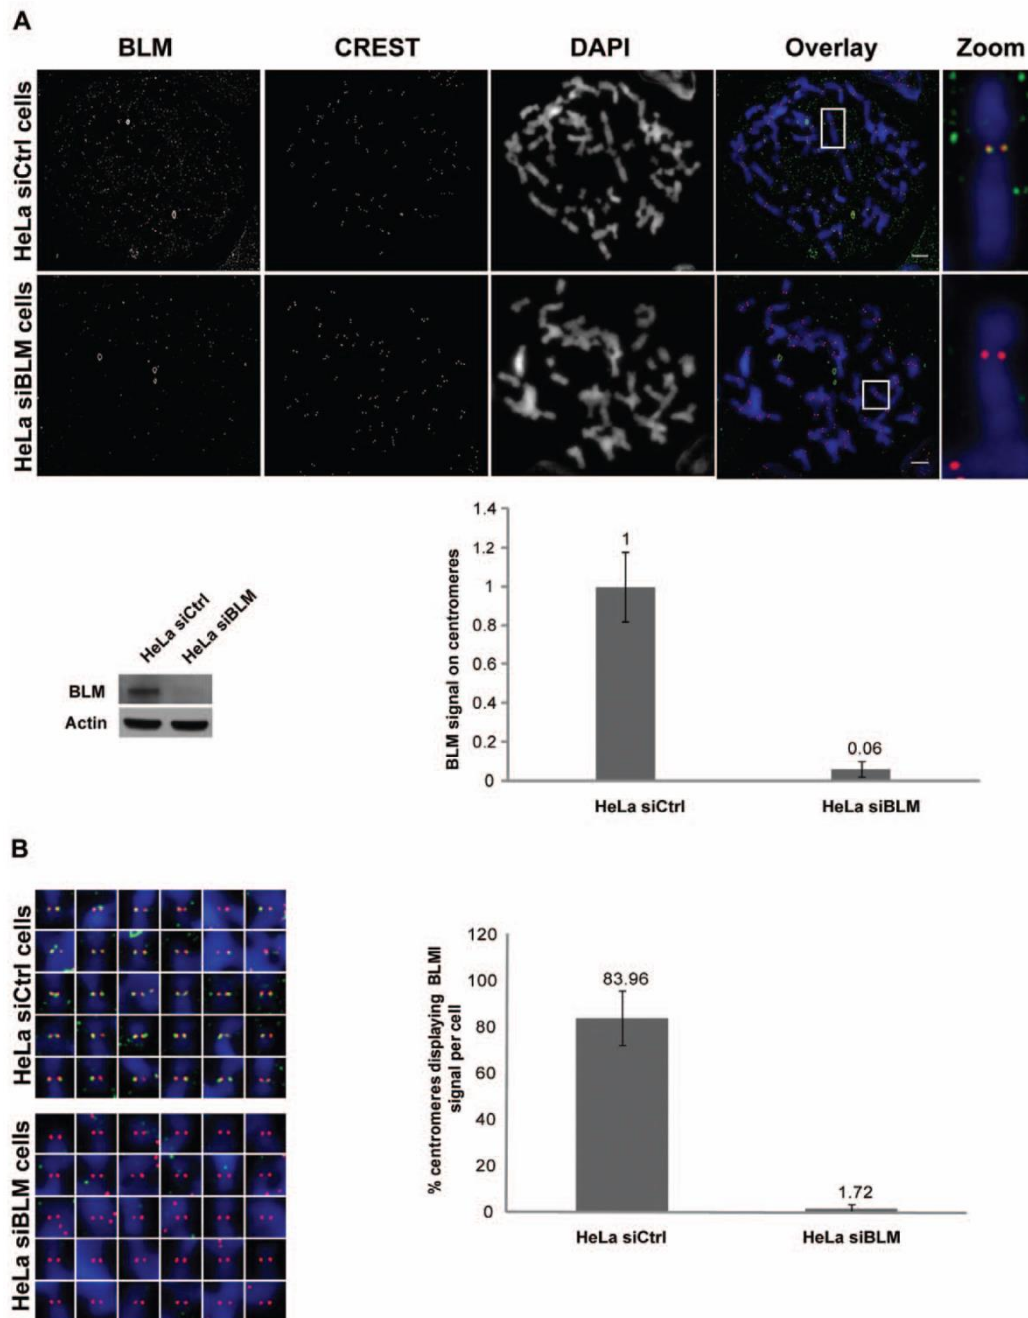 A
BLM CREST DAPI Overlay Zoom
HeLa siCtrl cells
HeLa siBLM cells
HeLa siCtrl
HeLa siBLM
BLM
Actin
BLM signal on centromeres
1.4
1.2
1
0.8
0.6
0.4
0.2
0
1
0.06
HeLa siCtrl HeLa siBLM
B
HeLa siCtrl cells
HeLa siBLM cells
% centromeres displaying BLMI
signal per cell
120
100
80
60
40
20
0
83.96
1.72
HeLa siCtrl HeLa siBLM